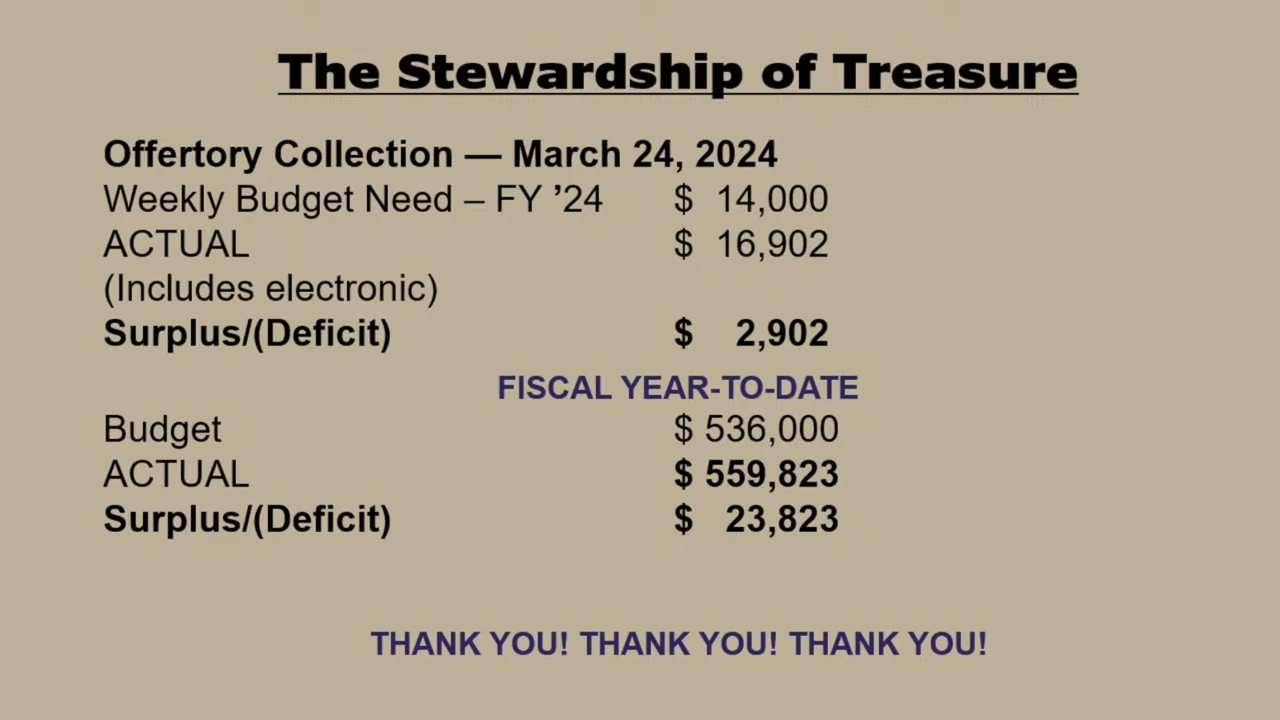 The Stewardship of Treasure
Offertory Collection — March 24, 2024
Weekly Budget Need – FY ’24 $ 14,000
ACTUAL $ 16,902
(Includes electronic)
Surplus/(Deficit) $ 2,902
FISCAL YEAR-TO-DATE
Budget $ 536,000
ACTUAL $ 559,823
Surplus/(Deficit) $ 23,823
THANK YOU! THANK YOU! THANK YOU!